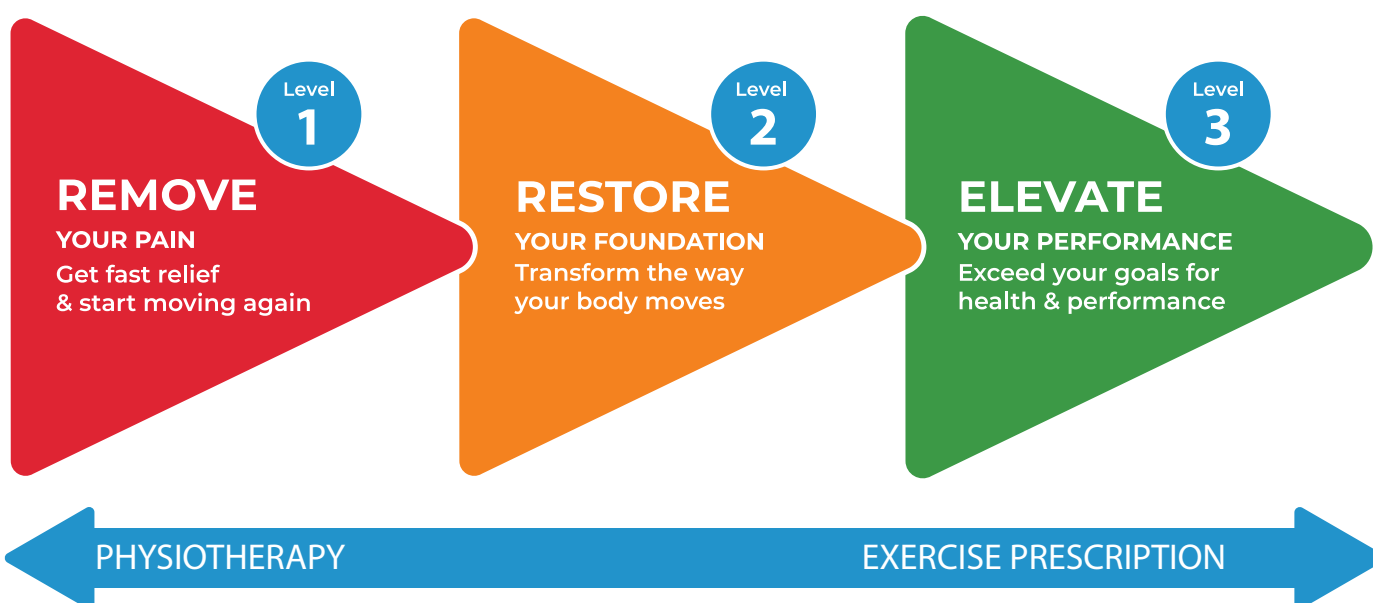 Level
1
REMOVE
YOUR PAIN
Get fast relief
& start moving again
Level
2
RESTORE
YOUR FOUNDATION
Transform the way
your body moves
Level
3
ELEVATE
YOUR PERFORMANCE
Exceed your goals for
health & performance
PHYSIOTHERAPY
EXERCISE PRESCRIPTION